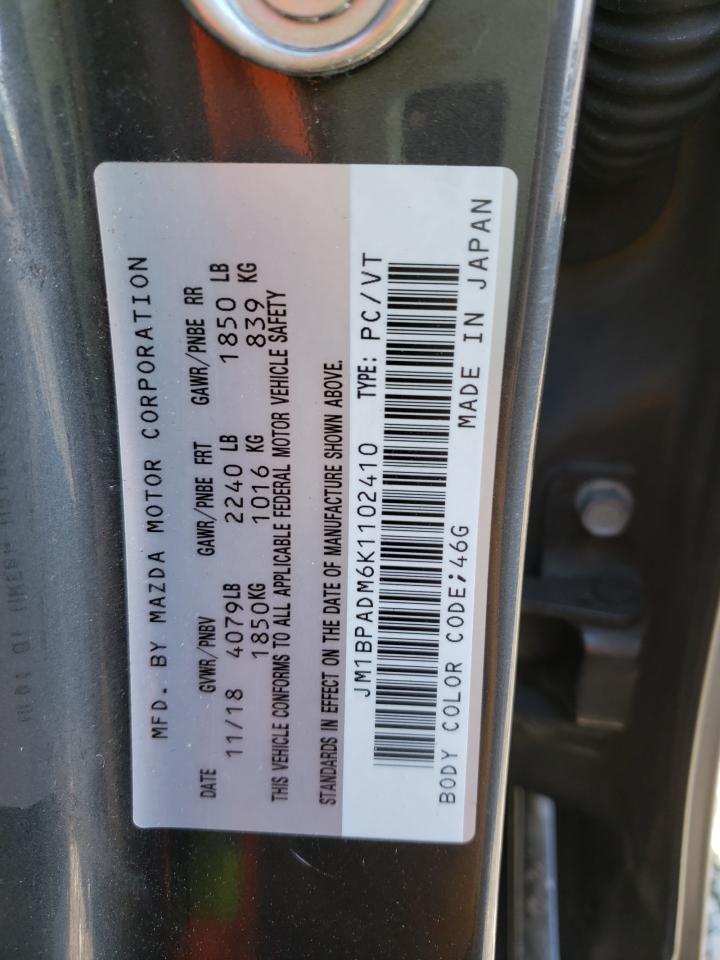 MFD. BY MAZDA MOTOR CORPORATION
DATE GVWR/PNBV GAWR/PNBE FRT GAWR/PNBE RR
11/18 4079LB 2240 LB 1850 LB
1850KG 1016 KG 839 KG
THIS VEHICLE CONFORMS TO ALL APPLICABLE FEDERAL MOTOR VEHICLE SAFETY
STANDARDS IN EFFECT ON THE DATE OF MANUFACTURE SHOWN ABOVE.
JM1BPADM6K1102410 TYPE: PC/VT
BODY COLOR CODE;46G MADE IN JAPAN